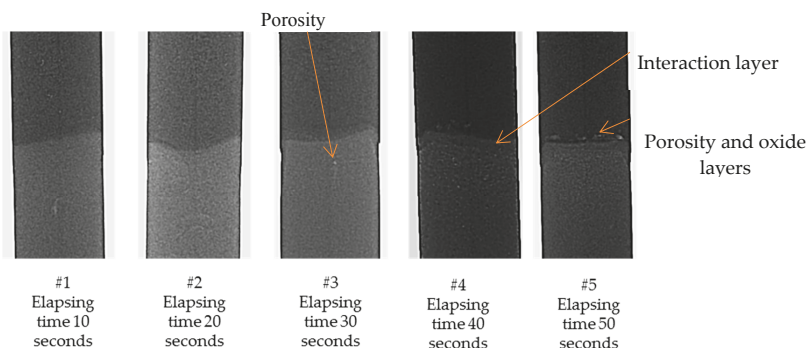 Porosity
Interaction layer
Porosity and oxide
layers
#1
Elapsing
time 10
seconds
#2
Elapsing
time 20
seconds
#3
Elapsing
time 30
seconds
#4
Elapsing
time 40
seconds
#5
Elapsing
time 50
seconds